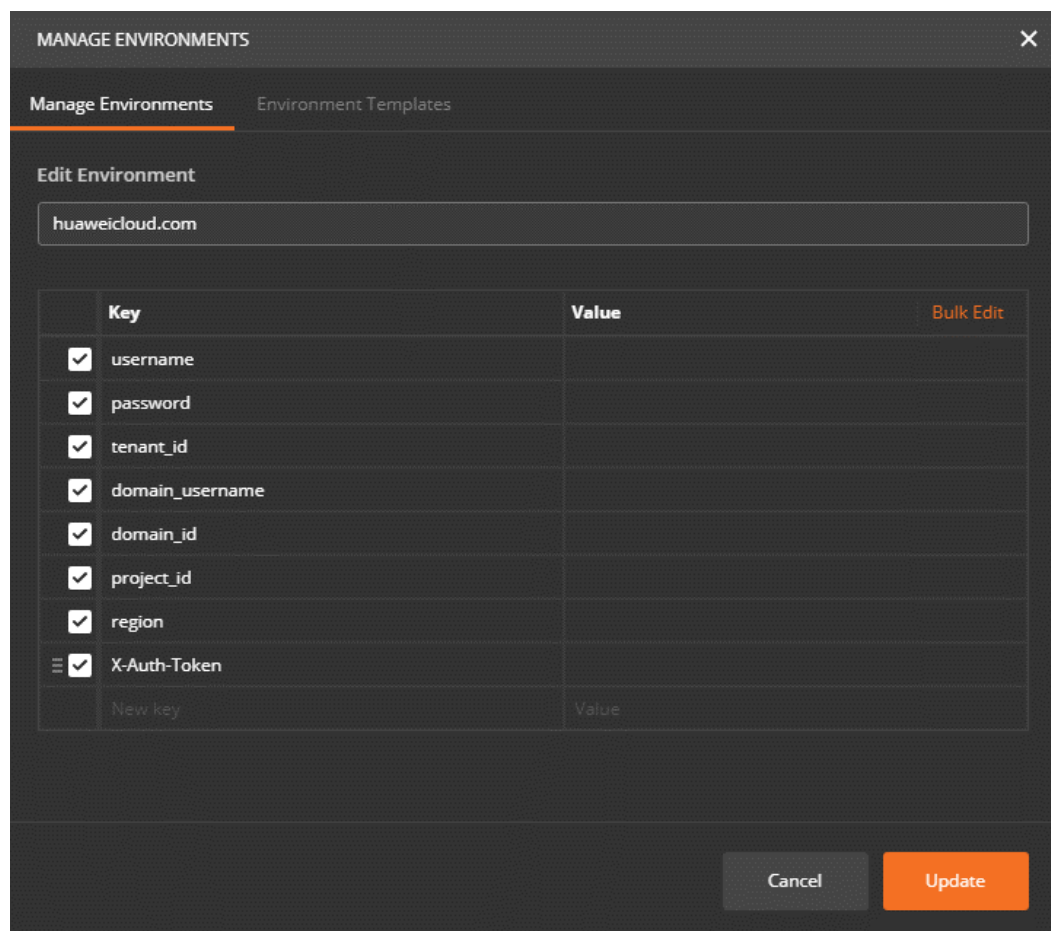 MANAGE ENVIRONMENTS
Manage Environments Environment Templates
Edit Environment
huaweicloud.com
Key Value Bulk Edit
username
password
tenant_id
domain_username
domain_id
project_id
region
X-Auth-Token
New key Value
Cancel Update